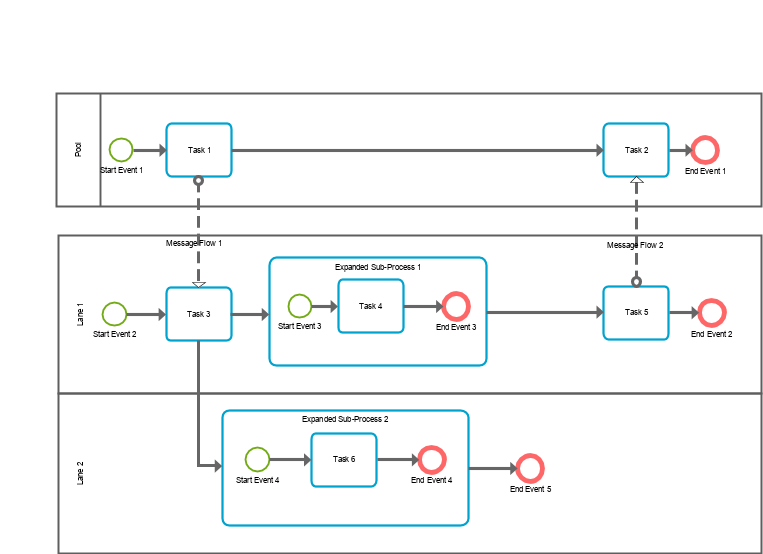 Pool
Start Event 1
Task 1
Task 2
End Event 1
Message Flow 1
Message Flow 2
Lane 1
Start Event 2
Task 3
Expanded Sub-Process 1
Start Event 3
Task 4
End Event 3
Task 5
End Event 2
Lane 2
Expanded Sub-Process 2
Start Event 4
Task 6
End Event 4
End Event 5